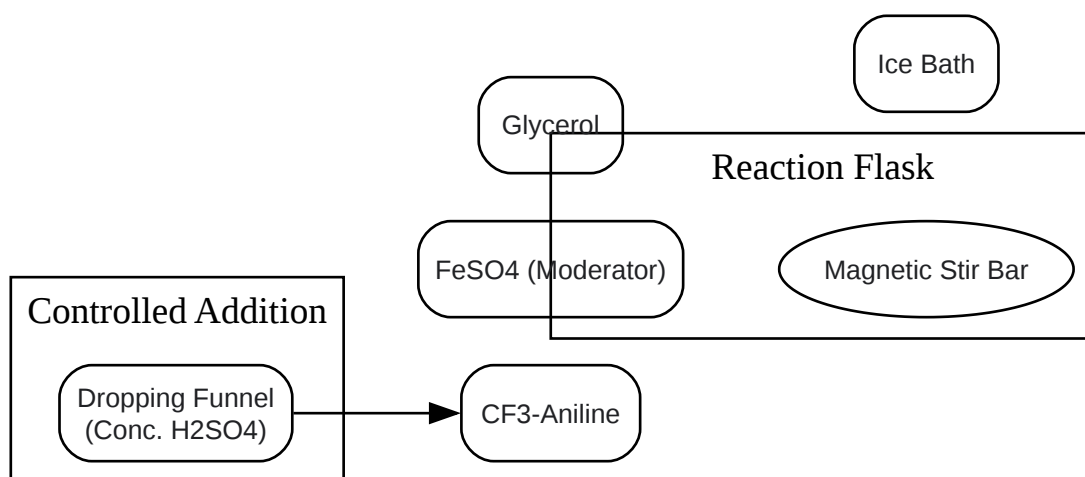 Ice Bath
Glycerol
Reaction Flask
FeSO4 (Moderator)
Magnetic Stir Bar
Controlled Addition
Dropping Funnel
(Conc. H2SO4)
CF3-Aniline